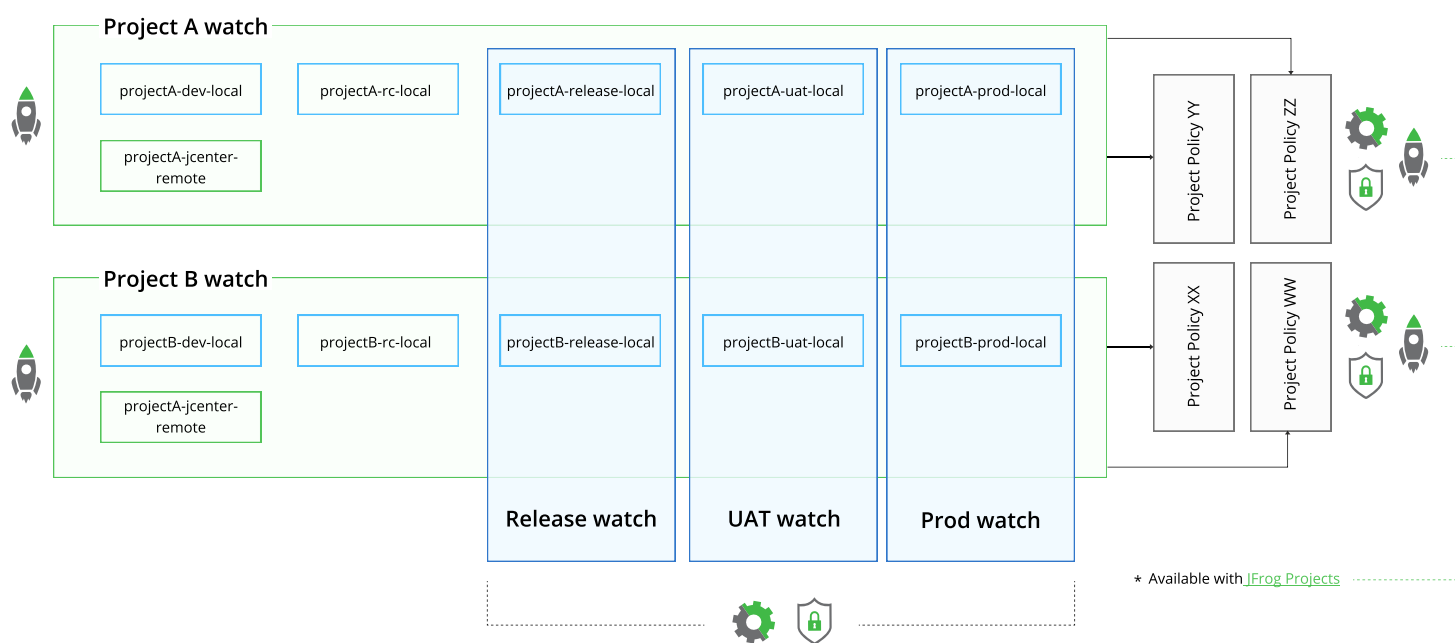 Project A watch
projectA-dev-local
projectA-rc-local
projectA-release-local
projectA-uat-local
projectA-prod-local
projectA-jcenter-
remote
Project Policy YY
Project Policy ZZ
Project B watch
projectB-dev-local
projectB-rc-local
projectB-release-local
projectB-uat-local
projectB-prod-local
projectA-jcenter-
remote
Project Policy XX
Project Policy WW
Release watch
UAT watch
Prod watch
* Available with JFrog Projects